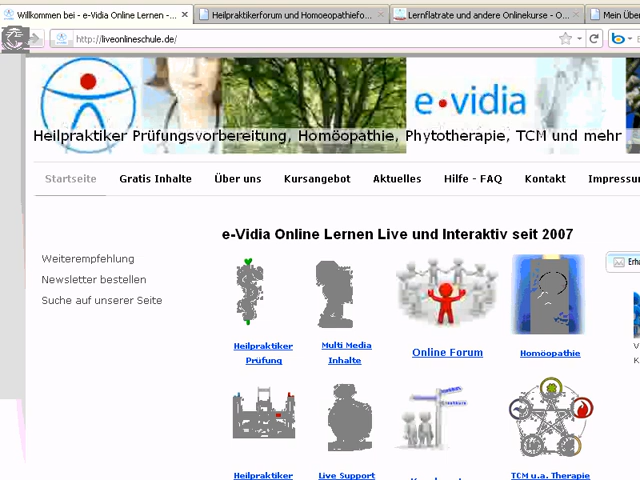 Willkommen bei - e-Vidia Online Lernen -...
Heilpraktikerforum und Homoeopathiefo...
Lernflatrate und andere Onlinekurse - O...
Mein Über
http://liveonlineschule.de/
e·vidia
Heilpraktiker Prüfungsvorbereitung, Homöopathie, Phytotherapie, TCM und mehr
Startseite Gratis Inhalte Über uns Kursangebot Aktuelles Hilfe - FAQ Kontakt Impressu
e-Vidia Online Lernen Live und Interaktiv seit 2007
Weiterempfehlung
Newsletter bestellen
Suche auf unserer Seite
Heilpraktiker
Prüfung
Multi Media
Inhalte
Online Forum
Homöopathie
Heilpraktiker
Live Support
TCM u.a. Therapie